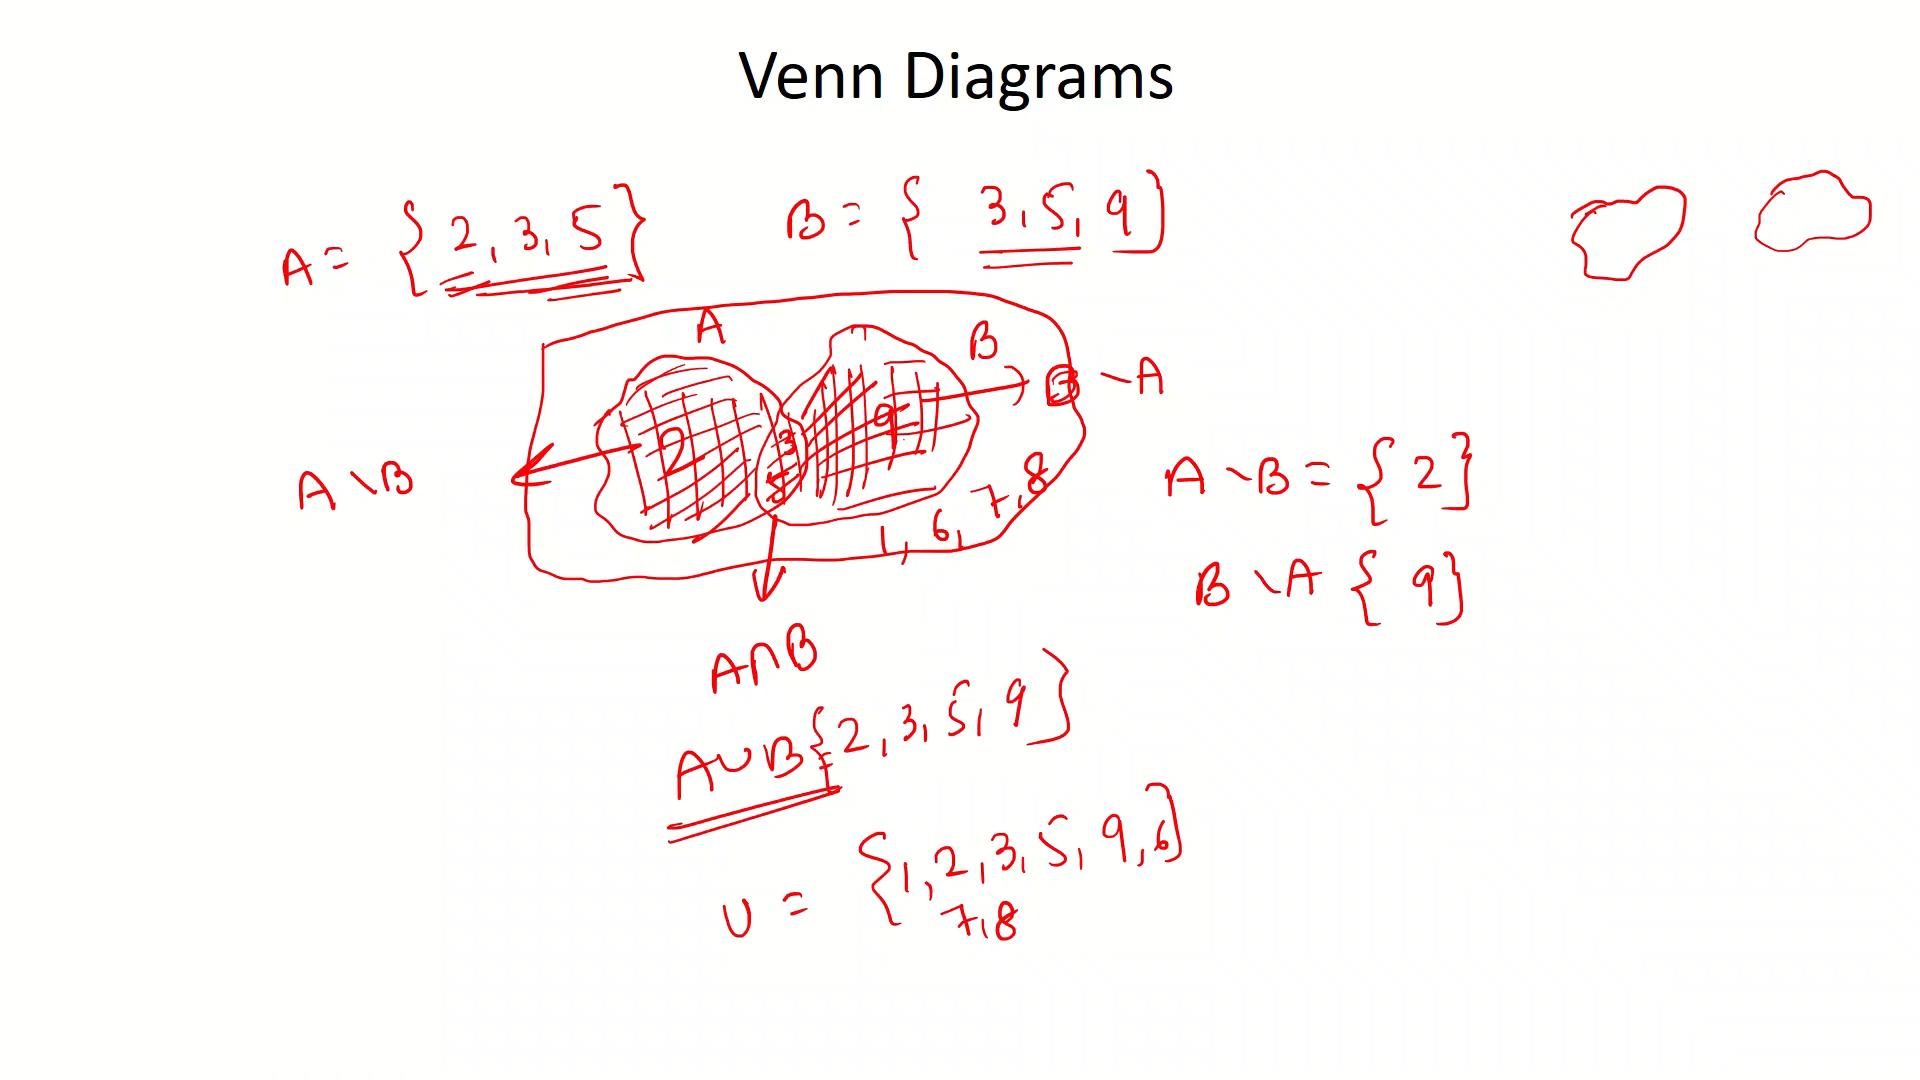 Venn Diagrams
A = { 2, 3, 5 }
B = { 3, 5, 9 }
A
B
\ A
2
3
5
9
A \ B
1, 6, 7, 8
A \ B = { 2 }
B \ A { 9 }
A ∩ B
A ∪ B = { 2, 3, 5, 9 }
U = { 1, 2, 3, 5, 9, 6 }
7, 8